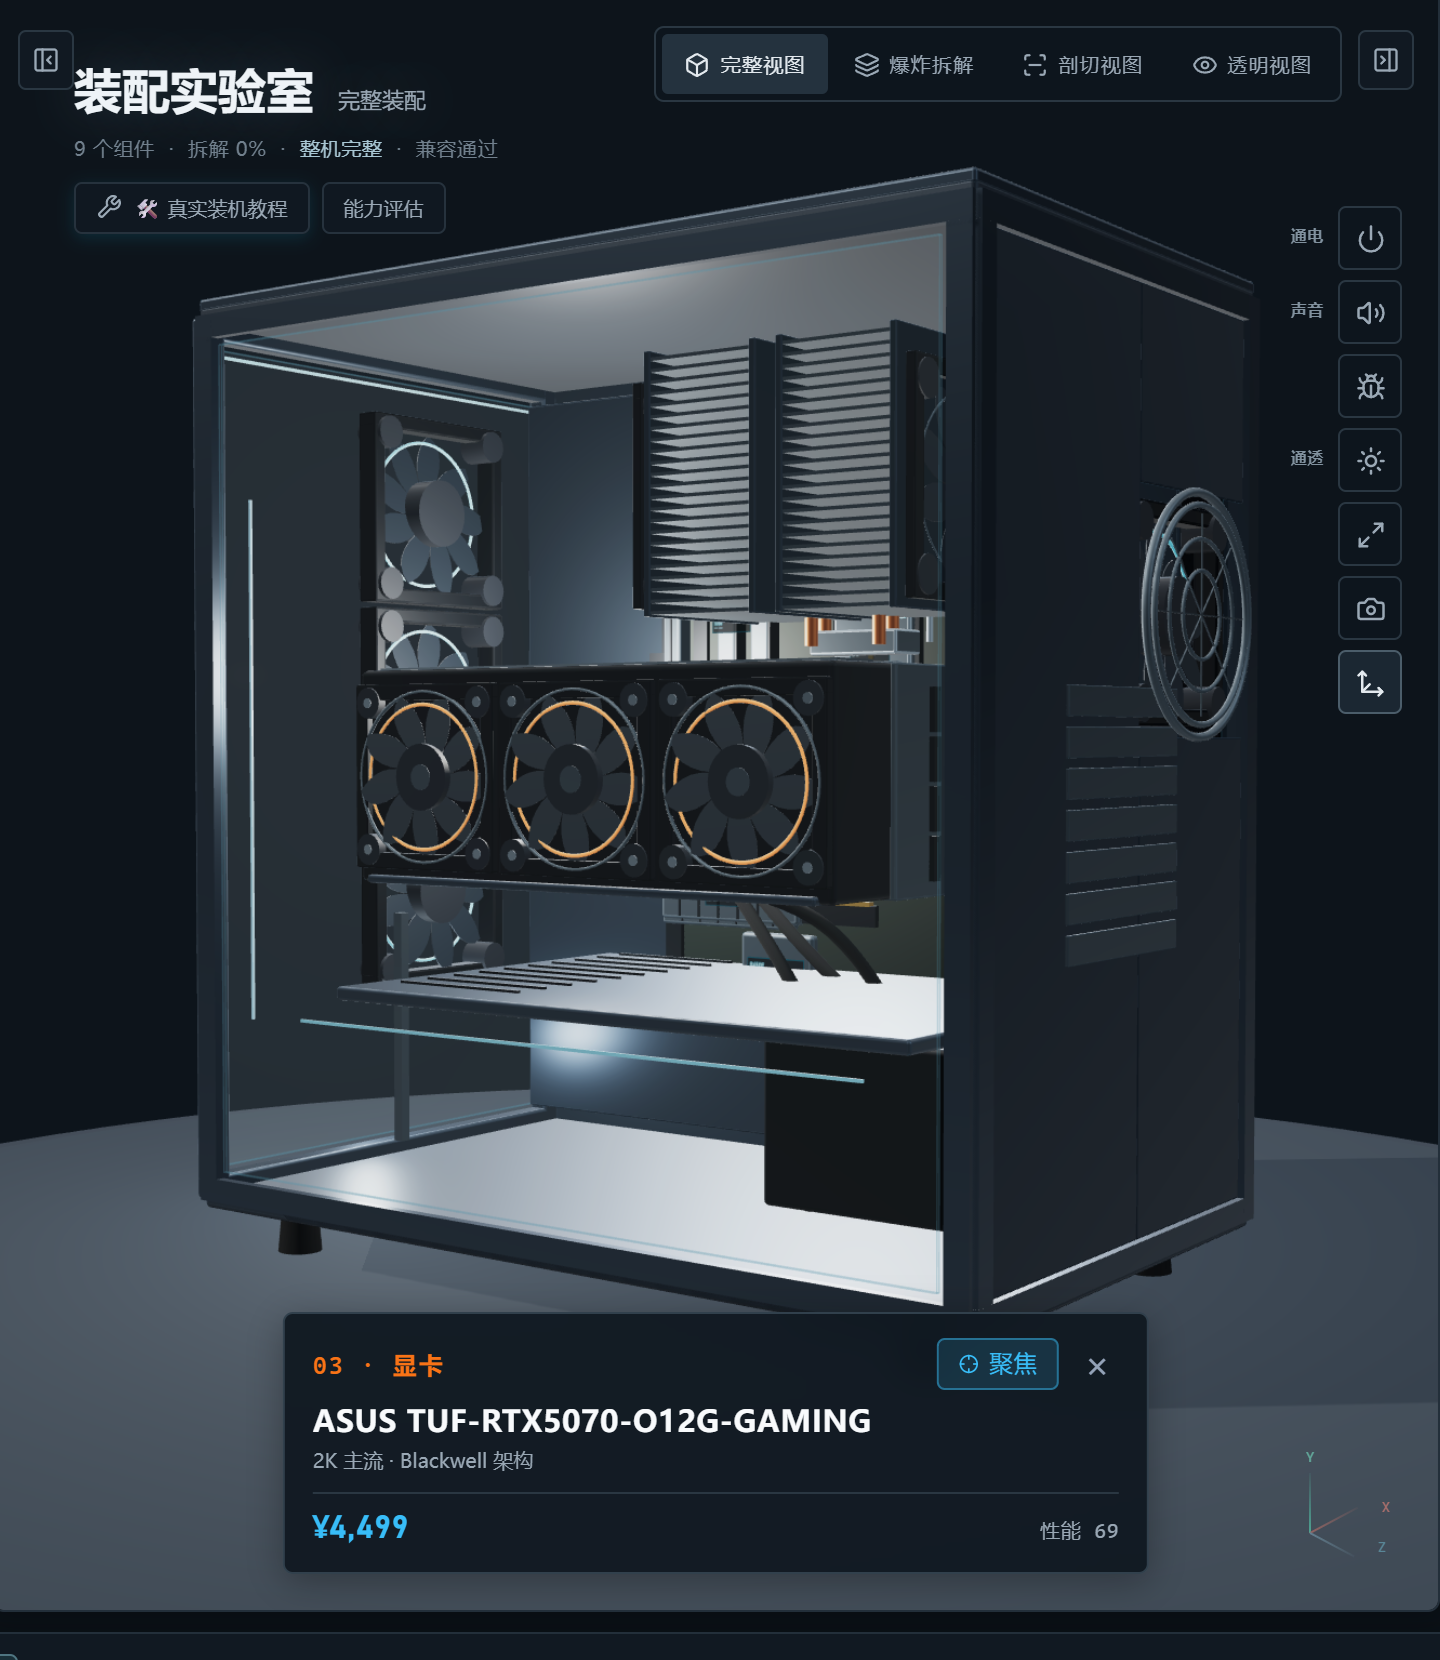 完整视图 爆炸拆解 剖切视图 透明视图
装配实验室 完整装配
9 个组件 · 拆解 0% · 整机完整 · 兼容通过
🛠 真实装机教程 能力评估
通电
声音
通透
03 · 显卡 聚焦
ASUS TUF-RTX5070-O12G-GAMING
2K 主流 · Blackwell 架构
¥4,499 性能 69
Y
X
Z